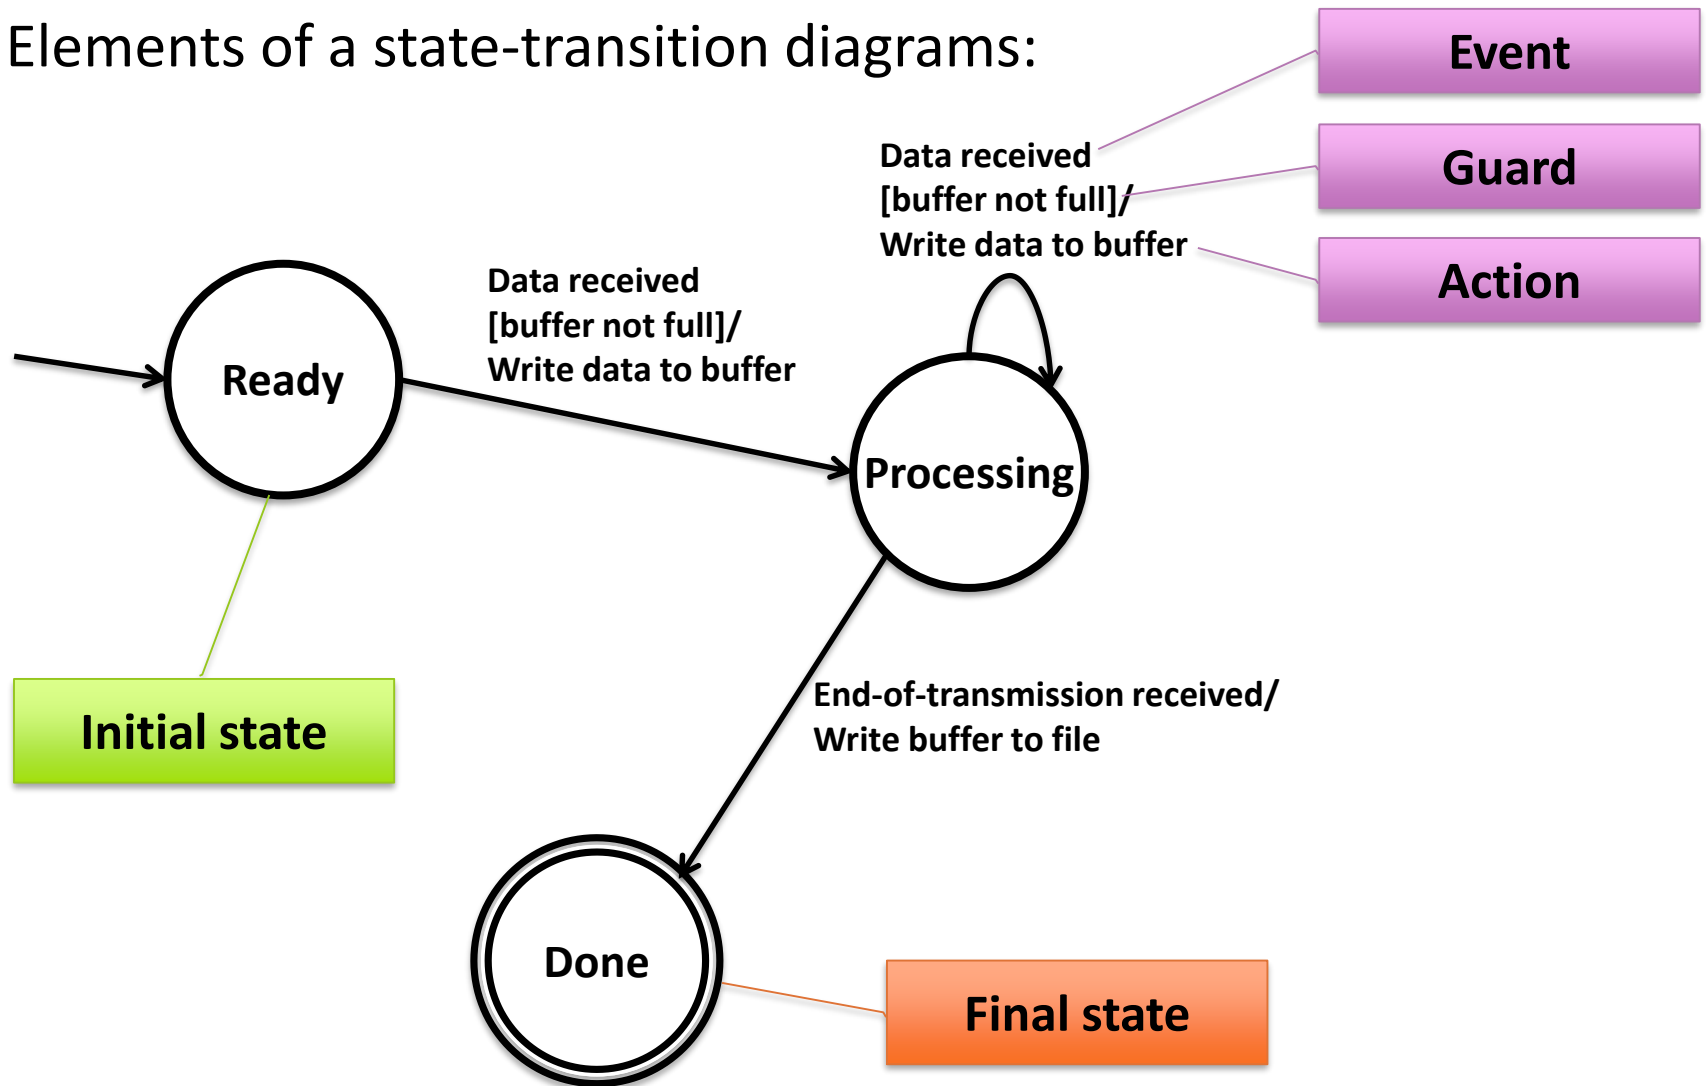 Elements of a state-transition diagrams:
Event
Data received
[buffer not full]/
Write data to buffer
Guard
Action
Data received
[buffer not full]/
Write data to buffer
Ready
Processing
End-of-transmission received/
Write buffer to file
Initial state
Done
Final state